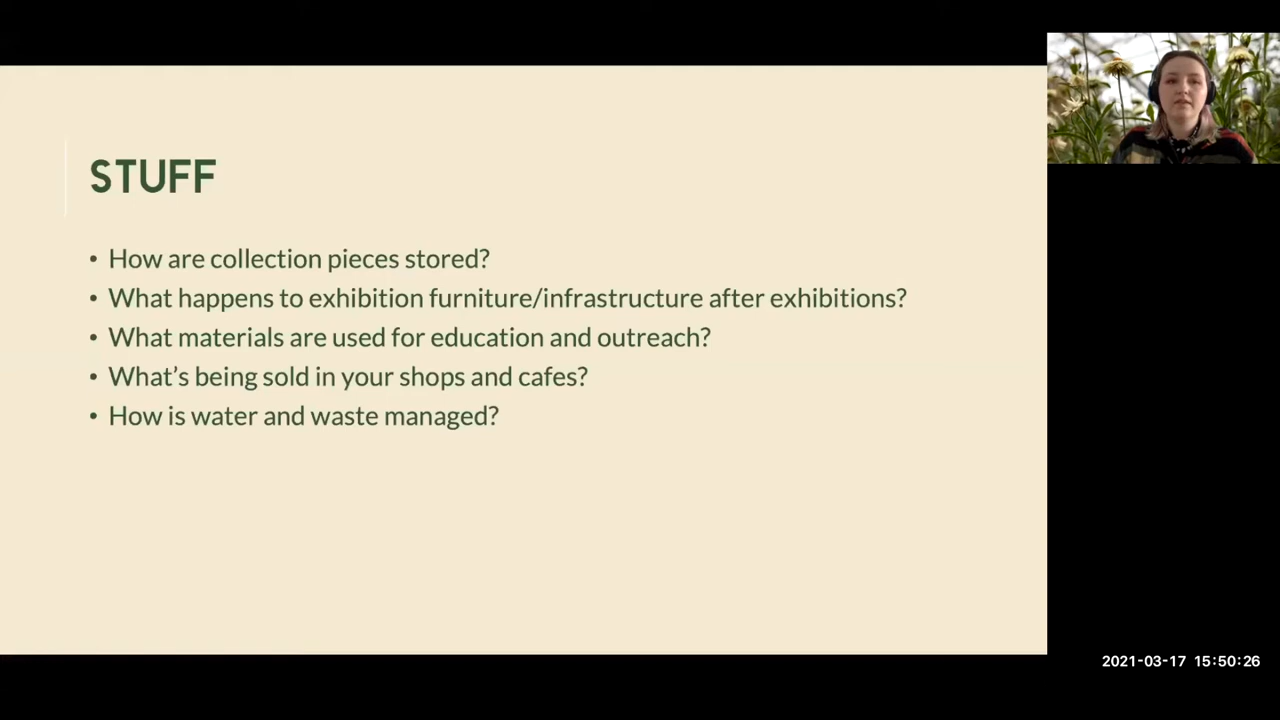 STUFF
• How are collection pieces stored?
• What happens to exhibition furniture/infrastructure after exhibitions?
• What materials are used for education and outreach?
• What’s being sold in your shops and cafes?
• How is water and waste managed?
2021-03-17 15:50:26